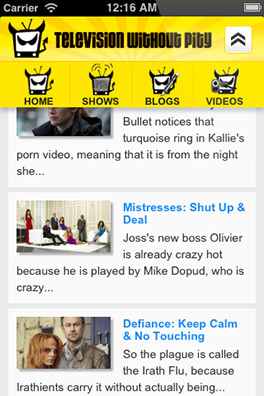 Carrier 12:16 AM
TELEVISION WITHOUT PITY
HOME SHOWS BLOGS VIDEOS
Bullet notices that
turquoise ring in Kallie's
porn video, meaning that it is from the night
she...
Mistresses: Shut Up &
Deal
Joss's new boss Olivier
is already crazy hot
because he is played by Mike Dopud, who is
crazy...
Defiance: Keep Calm
& No Touching
So the plague is called
the Irath Flu, because
Irathients carry it without actually being...